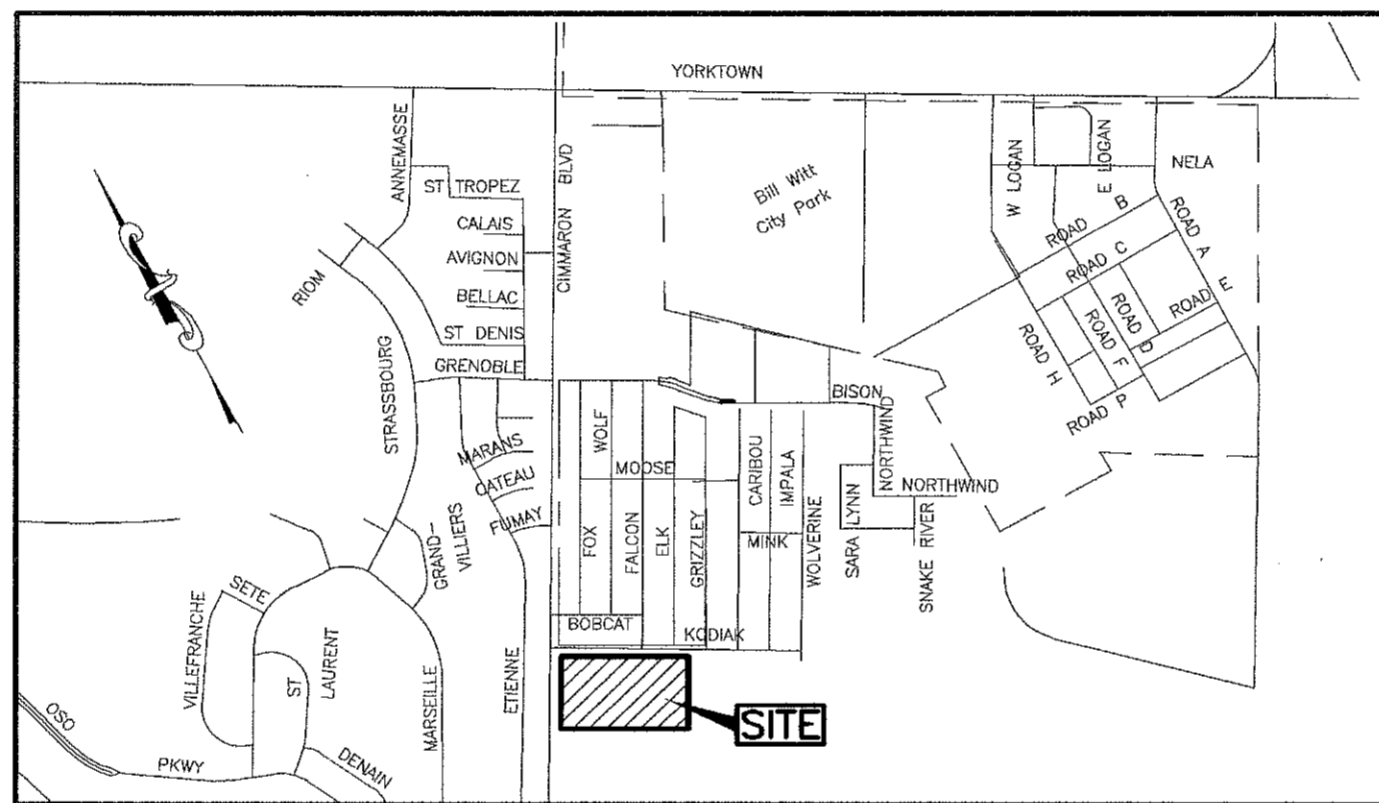 YORKTOWN
ANNEMASSE
ST TROPEZ
CALAIS
AVIGNON
BELLAC
ST DENIS
GRENOBLE
CIMMARON BLVD
Bill Witt
City Park
W LOGAN
E LOGAN
NELA
ROAD B
ROAD A
ROAD C
ROAD E
ROAD D
ROAD F
ROAD H
ROAD P
RIOM
STRASSBOURG
MARANS
CATEAU
FUMAY
GRAND-
VILLIERS
WOLF
MOOSE
FOX
FALCON
ELK
GRIZZLEY
CARIBOU
IMPALA
MINK
WOLVERINE
BISON
NORTHWIND
NORTHWIND
SARA LYNN
SNAKE RIVER
BOBCAT
KODIAK
SETE
VILLEFRANCHE
ST
LAURENT
MARSEILLE
ETIENNE
OSO
PKWY
DENAIN
SITE